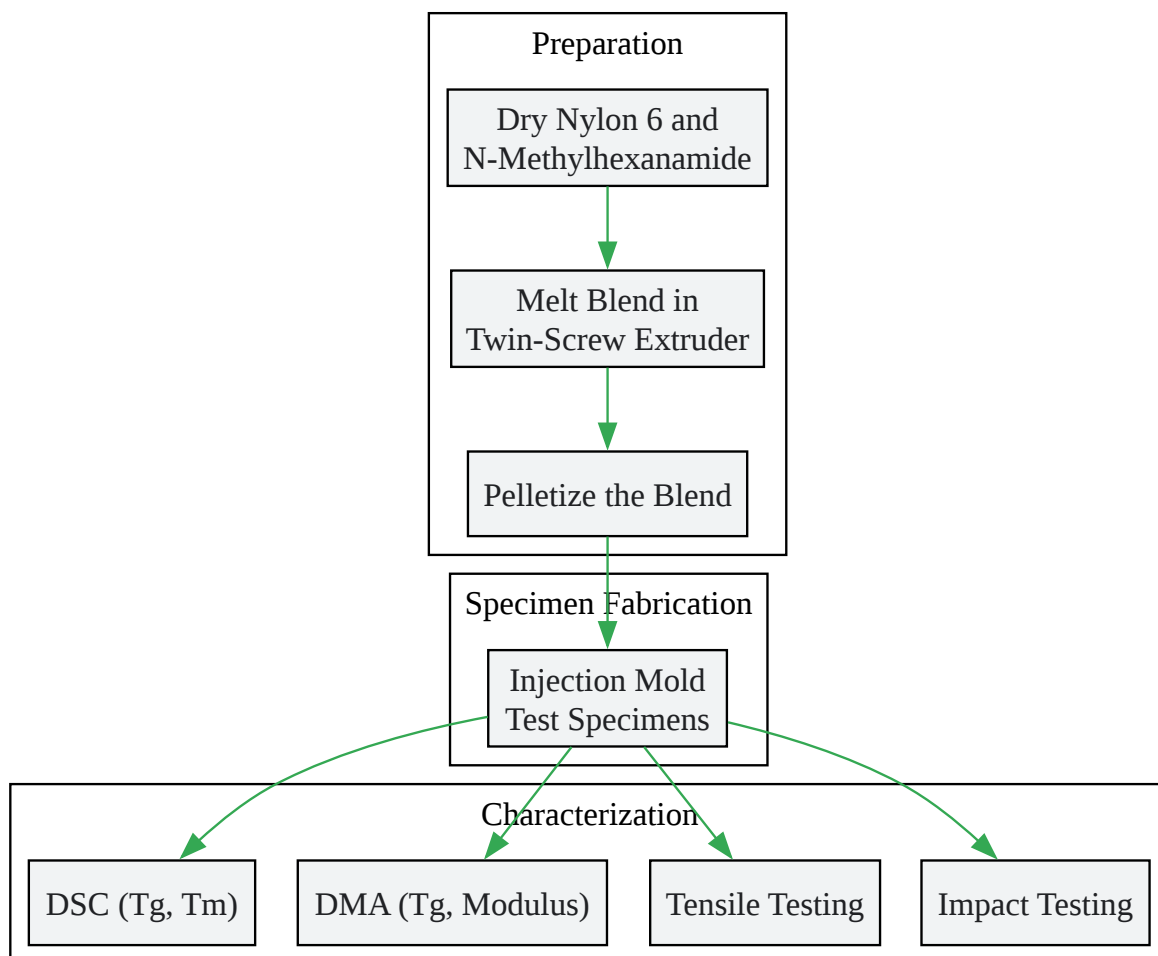 Preparation
Dry Nylon 6 and
N-Methylhexanamide
Melt Blend in
Twin-Screw Extruder
Pelletize the Blend
Specimen Fabrication
Injection Mold
Test Specimens
Characterization
DSC (Tg, Tm)
DMA (Tg, Modulus)
Tensile Testing
Impact Testing